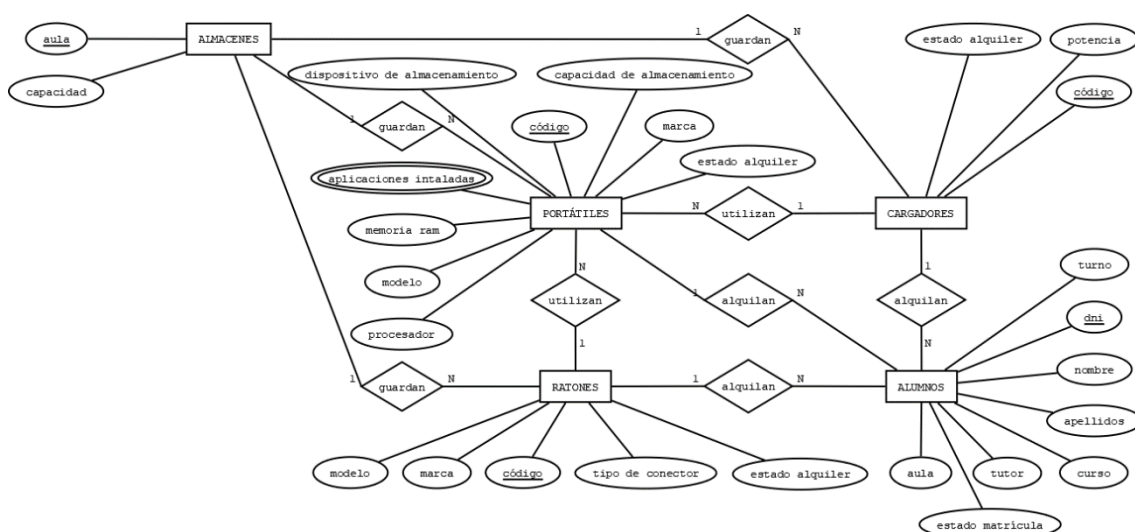 aula
ALMACENES
1
guardan
N
estado alquiler
potencia
capacidad
dispositivo de almacenamiento
capacidad de almacenamiento
código
1
guardan
N
código
marca
estado alquiler
aplicaciones intaladas
PORTÁTILES
N
utilizan
1
CARGADORES
memoria ram
modelo
procesador
N
utilizan
1
1
alquilan
N
1
alquilan
N
turno
dni
nombre
apellidos
1
guardan
N
RATONES
1
alquilan
N
ALUMNOS
modelo
marca
código
tipo de conector
estado alquiler
aula
tutor
curso
estado matrícula